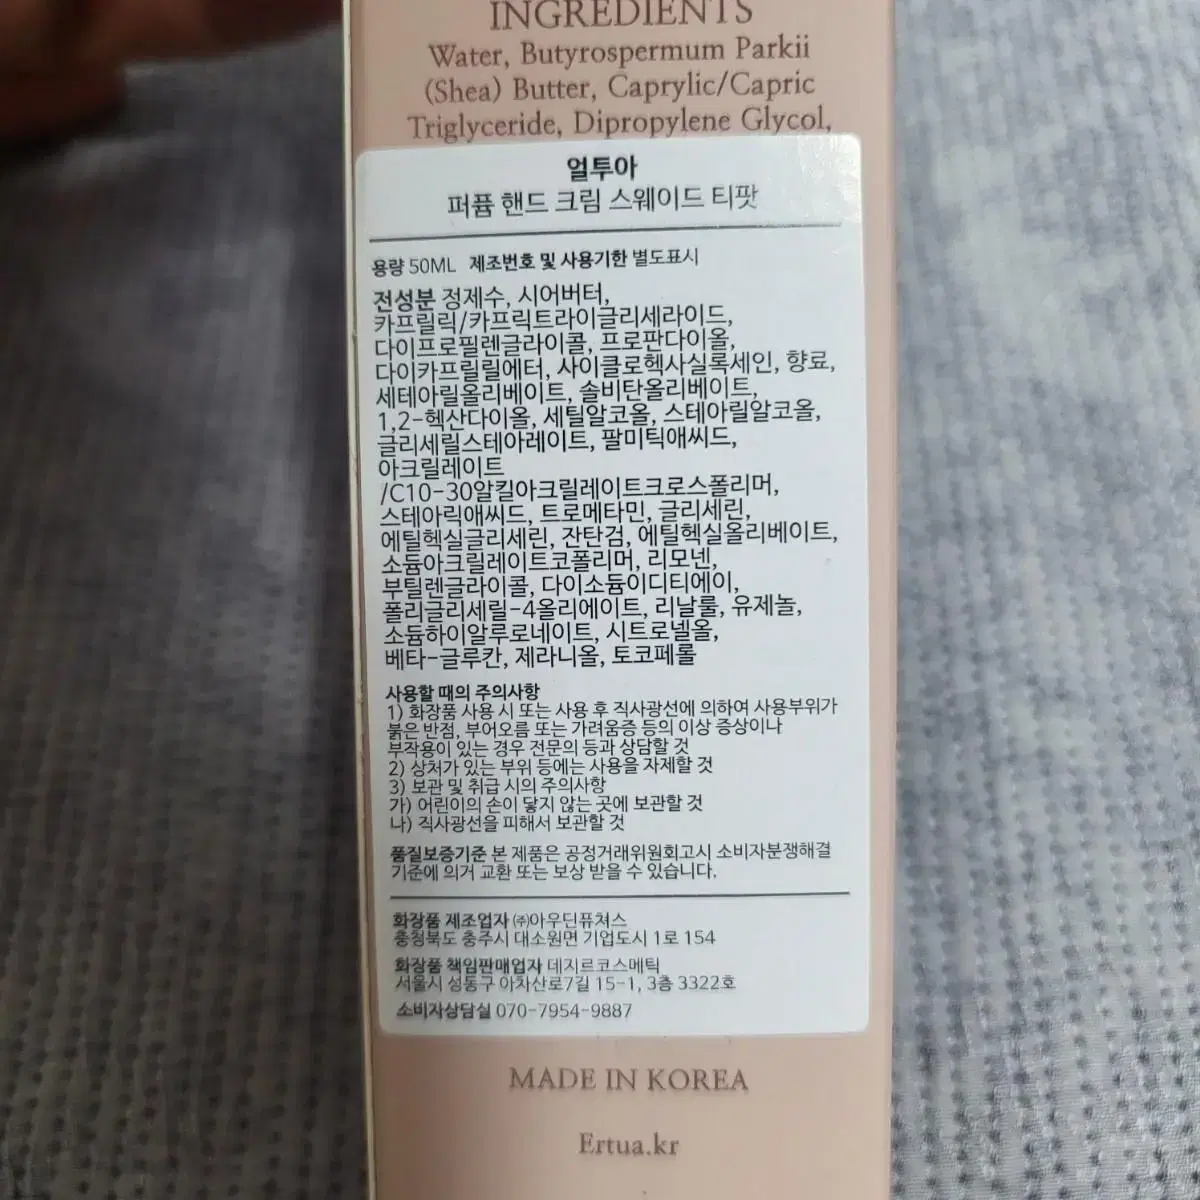 INGREDIENTS
Water, Butyrospermum Parkii
(Shea) Butter, Caprylic/Capric
Triglyceride, Dipropylene Glycol,
얼투아
퍼퓸 핸드 크림 스웨이드 티팟
용량 50ML 제조번호 및 사용기한 별도표시
전성분 정제수, 시어버터,
카프릴릭/카프릭트라이글리세라이드,
다이프로필렌글라이콜, 프로판다이올,
다이카프릴릴에터, 사이클로헥사실록세인, 향료,
세테아릴올리베이트, 솔비탄올리베이트,
1,2-헥산다이올, 세틸알코올, 스테아릴알코올,
글리세릴스테아레이트, 팔미틱애씨드,
아크릴레이트
/C10-30알킬아크릴레이트크로스폴리머,
스테아릭애씨드, 트로메타민, 글리세린,
에틸헥실글리세린, 잔탄검, 에틸헥실올리베이트,
소듐아크릴레이트코폴리머, 리모넨,
부틸렌글라이콜, 다이소듐이디티에이,
폴리글리세릴-4올리에이트, 리날룰, 유제놀,
소듐하이알루로네이트, 시트로넬올,
베타-글루칸, 제라니올, 토코페롤
사용할 때의 주의사항
1) 화장품 사용 시 또는 사용 후 직사광선에 의하여 사용부위가
붉은 반점, 부어오름 또는 가려움증 등의 이상 증상이나
부작용이 있는 경우 전문의 등과 상담할 것
2) 상처가 있는 부위 등에는 사용을 자제할 것
3) 보관 및 취급 시의 주의사항
가) 어린이의 손이 닿지 않는 곳에 보관할 것
나) 직사광선을 피해서 보관할 것
품질보증기준 본 제품은 공정거래위원회고시 소비자분쟁해결
기준에 의거 교환 또는 보상 받을 수 있습니다.
화장품 제조업자 ㈜아우딘퓨쳐스
충청북도 충주시 대소원면 기업도시 1로 154
화장품 책임판매업자 데지르코스메틱
서울시 성동구 아차산로7길 15-1, 3층 3322호
소비자상담실 070-7954-9887
MADE IN KOREA
Ertua.kr